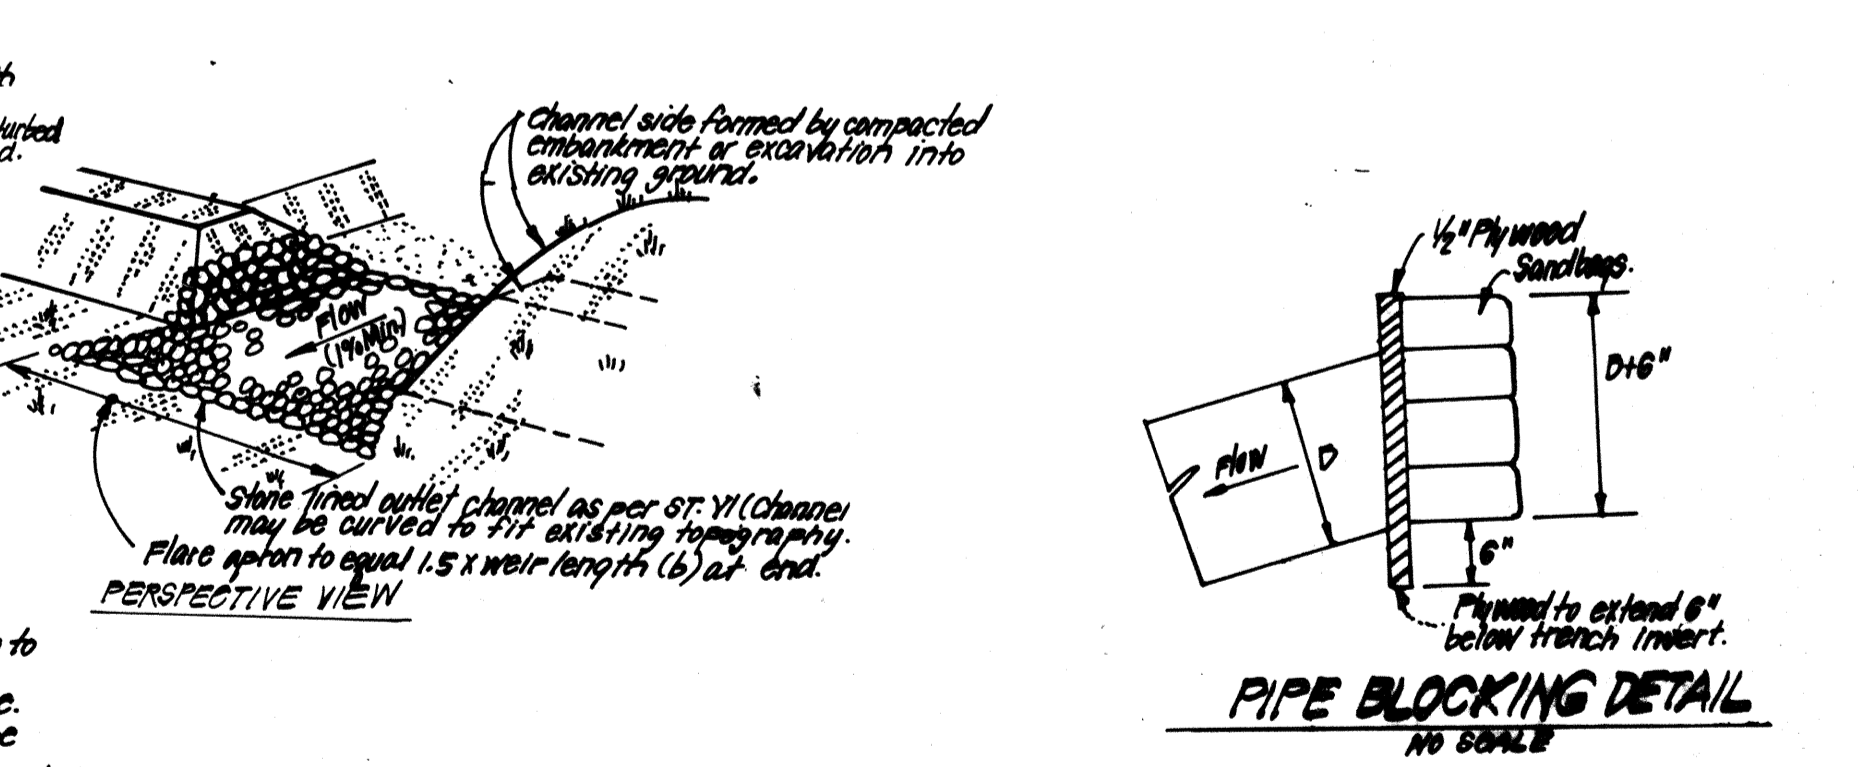 th
turbed
d.
Channel side formed by compacted
embankment or excavation into
existing ground.
Flow
(1% Min.)
Stone lined outlet channel as per ST. VI (Channel
may be curved to fit existing topography.
Flare apron to equal 1.5 x weir length (b) at end.
PERSPECTIVE VIEW
to
e.
e
1/2" Plywood
Sandbags.
D+6"
Flow
D
6"
Plywood to extend 6"
below trench invert.
PIPE BLOCKING DETAIL
NO SCALE